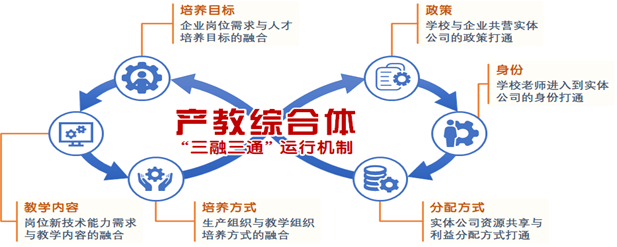 培养目标
企业岗位需求与人才
培养目标的融合
政策
学校与企业共营实体
公司的政策打通
身份
学校老师进入到实体
公司的身份打通
产教综合体
“三融三通”运行机制
教学内容
岗位新技术能力需求
与教学内容的融合
培养方式
生产组织与教学组织
培养方式的融合
分配方式
实体公司资源共享与
利益分配方式打通